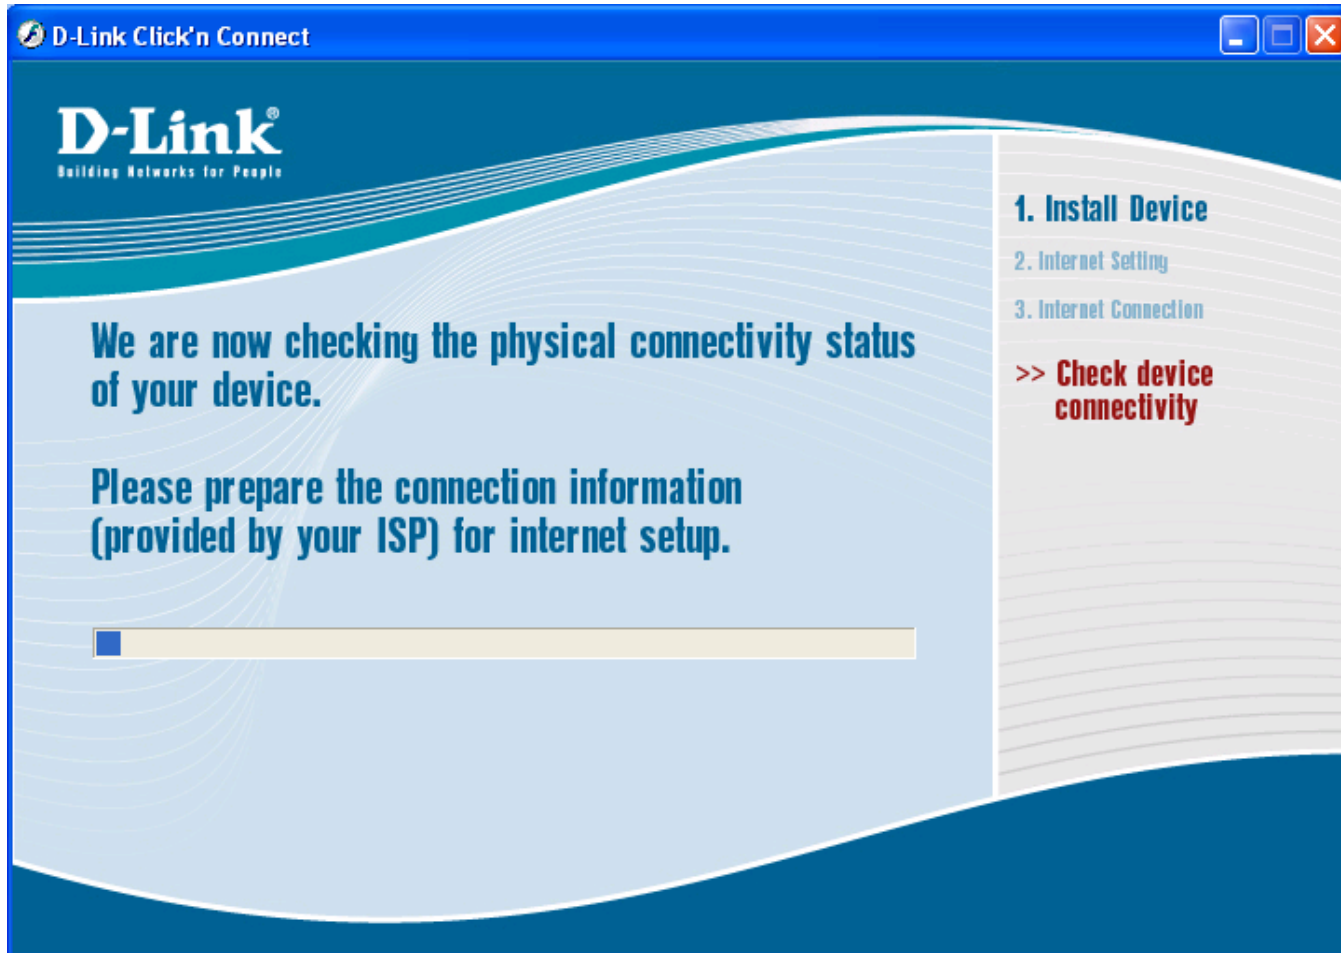 D-Link Click'n Connect
D-Link®
Building Networks for People
We are now checking the physical connectivity status
of your device.
Please prepare the connection information
(provided by your ISP) for internet setup.
1. Install Device
2. Internet Setting
3. Internet Connection
>> Check device
connectivity